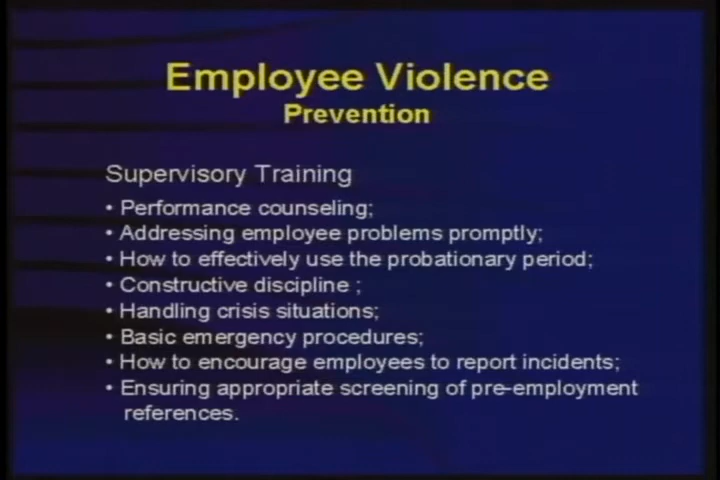 Employee Violence
Prevention
Supervisory Training
• Performance counseling;
• Addressing employee problems promptly;
• How to effectively use the probationary period;
• Constructive discipline ;
• Handling crisis situations;
• Basic emergency procedures;
• How to encourage employees to report incidents;
• Ensuring appropriate screening of pre-employment
references.